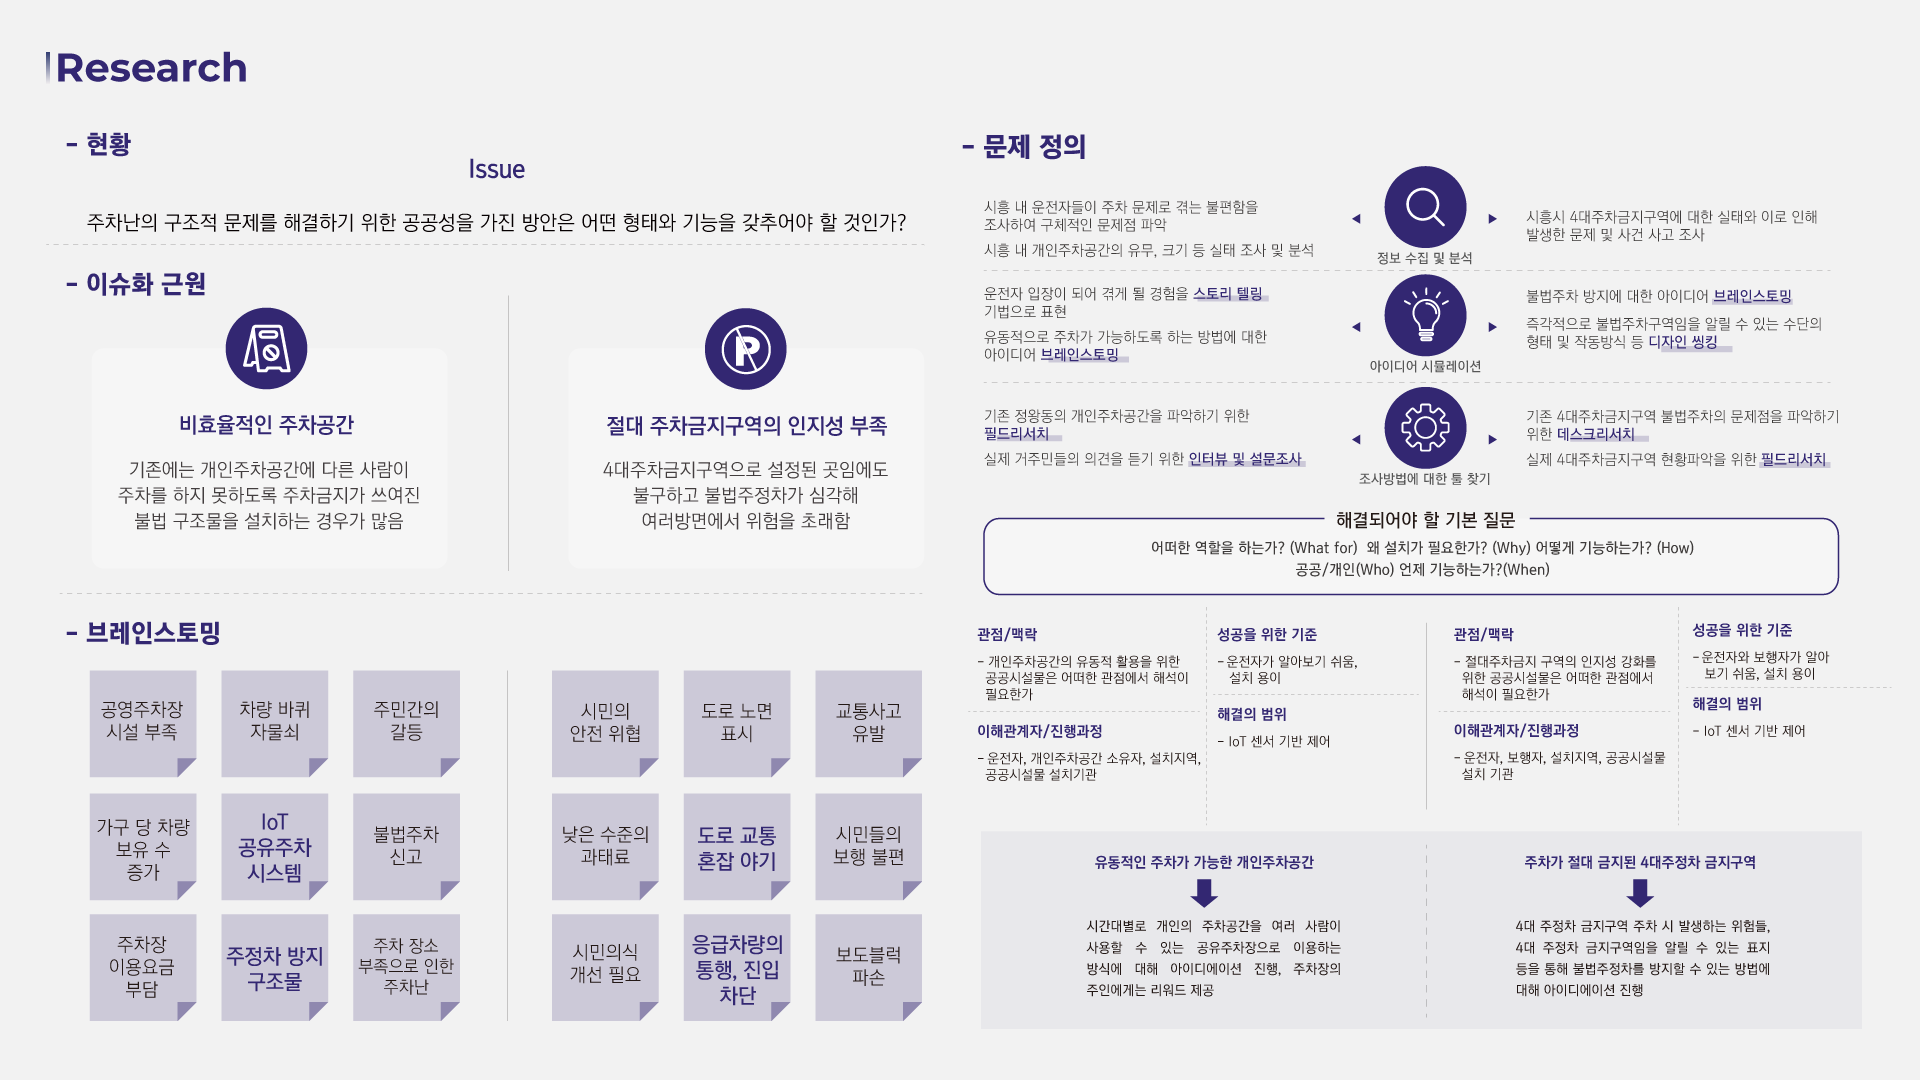 Research
- 현황
Issue
주차난의 구조적 문제를 해결하기 위한 공공성을 가진 방안은 어떤 형태와 기능을 갖추어야 할 것인가?
- 이슈화 근원
비효율적인 주차공간
기존에는 개인주차공간에 다른 사람이
주차를 하지 못하도록 주차금지가 쓰여진
불법 구조물을 설치하는 경우가 많음
절대 주차금지구역의 인지성 부족
4대주차금지구역으로 설정된 곳임에도
불구하고 불법주정차가 심각해
여러방면에서 위험을 초래함
- 브레인스토밍
공영주차장
시설 부족
차량 바퀴
자물쇠
주민간의
갈등
가구 당 차량
보유 수
증가
IoT
공유주차
시스템
불법주차
신고
주차장
이용요금
부담
주정차 방지
구조물
주차 장소
부족으로 인한
주차난
시민의
안전 위협
도로 노면
표시
교통사고
유발
낮은 수준의
과태료
도로 교통
혼잡 야기
시민들의
보행 불편
시민의식
개선 필요
응급차량의
통행, 진입
차단
보도블럭
파손
- 문제 정의
시흥 내 운전자들이 주차 문제로 겪는 불편함을
조사하여 구체적인 문제점 파악
시흥 내 개인주차공간의 유무, 크기 등 실태 조사 및 분석
정보 수집 및 분석
시흥시 4대주차금지구역에 대한 실태와 이로 인해
발생한 문제 및 사건 사고 조사
운전자 입장이 되어 겪게 될 경험을 스토리 텔링
기법으로 표현
유동적으로 주차가 가능하도록 하는 방법에 대한
아이디어 브레인스토밍
아이디어 시뮬레이션
불법주차 방지에 대한 아이디어 브레인스토밍
즉각적으로 불법주차구역임을 알릴 수 있는 수단의
형태 및 작동방식 등 디자인 씽킹
기존 정왕동의 개인주차공간을 파악하기 위한
필드리서치
실제 거주민들의 의견을 듣기 위한 인터뷰 및 설문조사
조사방법에 대한 툴 찾기
기존 4대주차금지구역 불법주차의 문제점을 파악하기
위한 데스크리서치
실제 4대주차금지구역 현황파악을 위한 필드리서치
해결되어야 할 기본 질문
어떠한 역할을 하는가? (What for) 왜 설치가 필요한가? (Why) 어떻게 기능하는가? (How)
공공/개인(Who) 언제 기능하는가?(When)
관점/맥락
- 개인주차공간의 유동적 활용을 위한
공공시설물은 어떠한 관점에서 해석이
필요한가
이해관계자/진행과정
- 운전자, 개인주차공간 소유자, 설치지역,
공공시설물 설치기관
성공을 위한 기준
- 운전자가 알아보기 쉬움,
설치 용이
해결의 범위
- IoT 센서 기반 제어
관점/맥락
- 절대주차금지 구역의 인지성 강화를
위한 공공시설물은 어떠한 관점에서
해석이 필요한가
이해관계자/진행과정
- 운전자, 보행자, 설치지역, 공공시설물
설치 기관
성공을 위한 기준
- 운전자와 보행자가 알아
보기 쉬움, 설치 용이
해결의 범위
- IoT 센서 기반 제어
유동적인 주차가 가능한 개인주차공간
시간대별로 개인의 주차공간을 여러 사람이
사용할 수 있는 공유주차장으로 이용하는
방식에 대해 아이디에이션 진행, 주차장의
주인에게는 리워드 제공
주차가 절대 금지된 4대주정차 금지구역
4대 주정차 금지구역 주차 시 발생하는 위험들,
4대 주정차 금지구역임을 알릴 수 있는 표지
등을 통해 불법주정차를 방지할 수 있는 방법에
대해 아이디에이션 진행